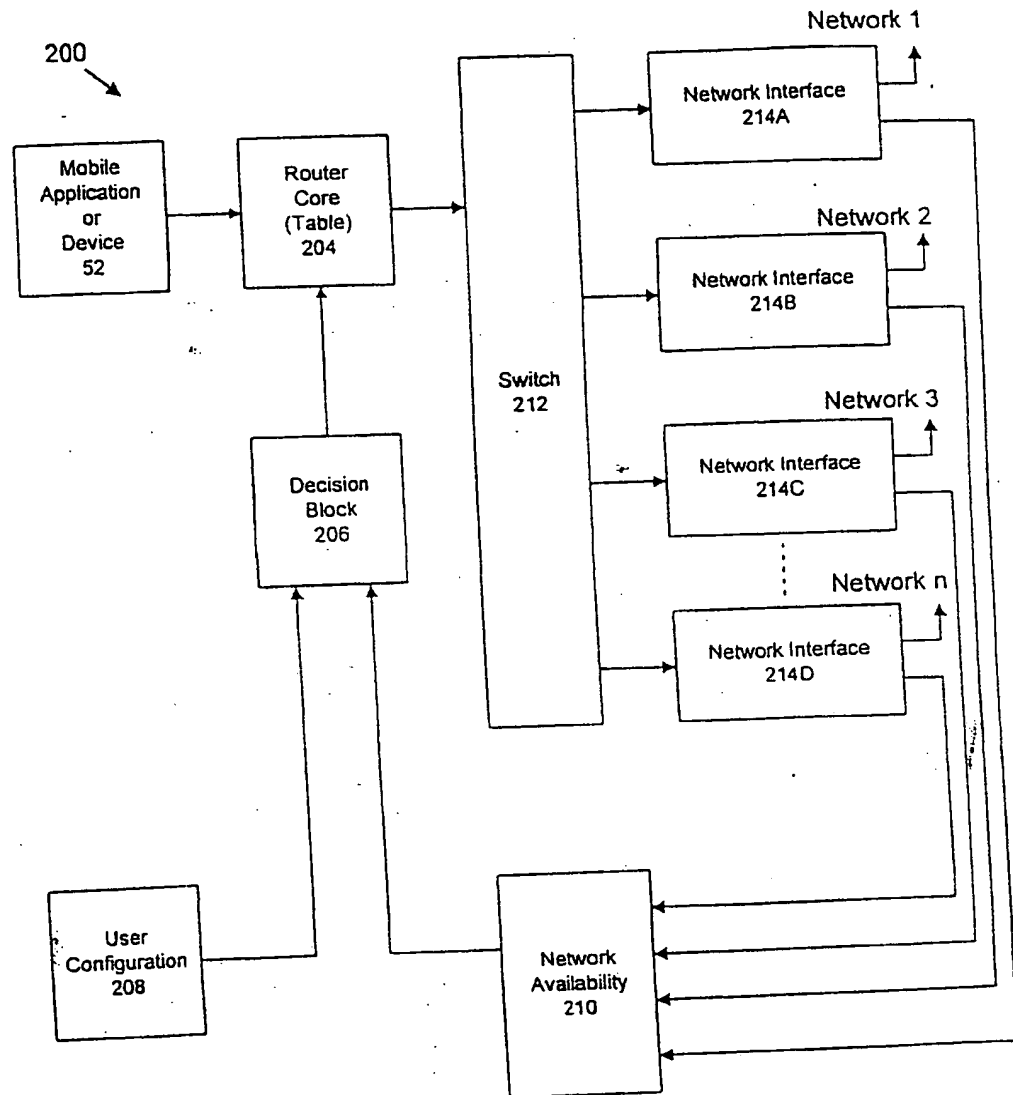 200
Network 1
Network Interface
214A
Mobile
Application
or
Device
52
Router
Core
(Table)
204
Network 2
Network Interface
214B
Switch
212
Network 3
Network Interface
214C
Decision
Block
206
Network n
Network Interface
214D
User
Configuration
208
Network
Availability
210